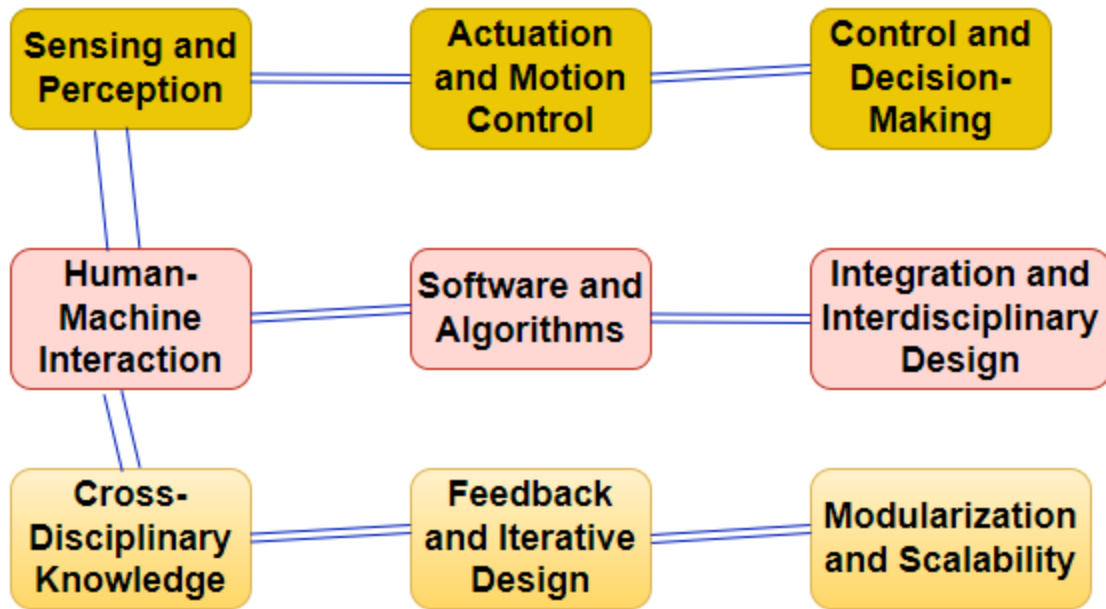 Sensing and
Perception
Actuation
and Motion
Control
Control and
Decision-
Making
Human-
Machine
Interaction
Software and
Algorithms
Integration and
Interdisciplinary
Design
Cross-
Disciplinary
Knowledge
Feedback
and Iterative
Design
Modularization
and Scalability